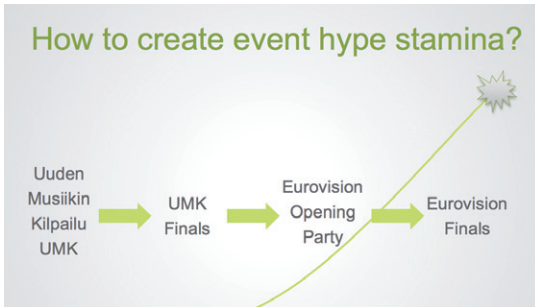 How to create event hype stamina?
Uuden
Musiikin
Kilpailu
UMK
UMK
Finals
Eurovision
Opening
Party
Eurovision
Finals